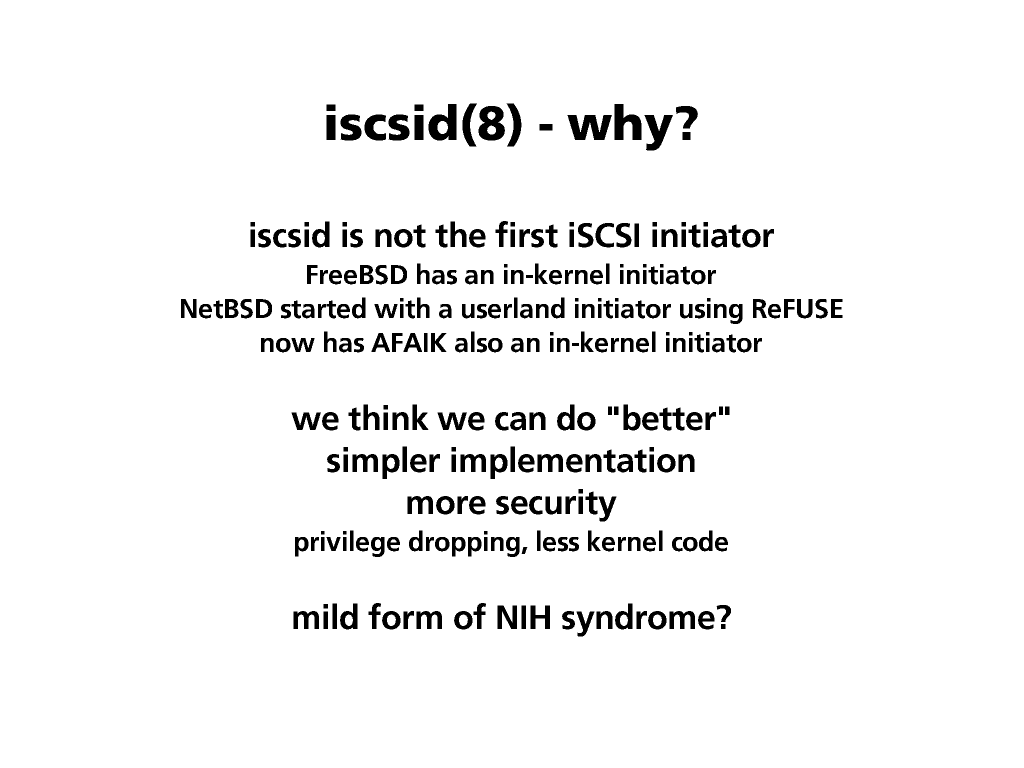 iscsid(8) - why?
iscsid is not the first iSCSI initiator
FreeBSD has an in-kernel initiator
NetBSD started with a userland initiator using ReFUSE
now has AFAIK also an in-kernel initiator
we think we can do "better"
simpler implementation
more security
privilege dropping, less kernel code
mild form of NIH syndrome?